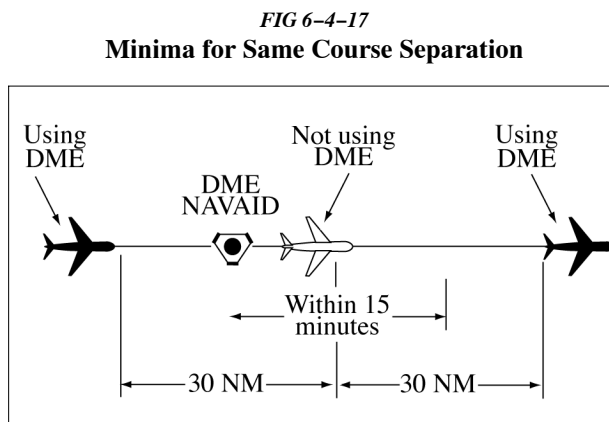 FIG 6–4–17
Minima for Same Course Separation
Using
DME
Not using
DME
Using
DME
DME
NAVAID
Within 15
minutes
30 NM
30 NM